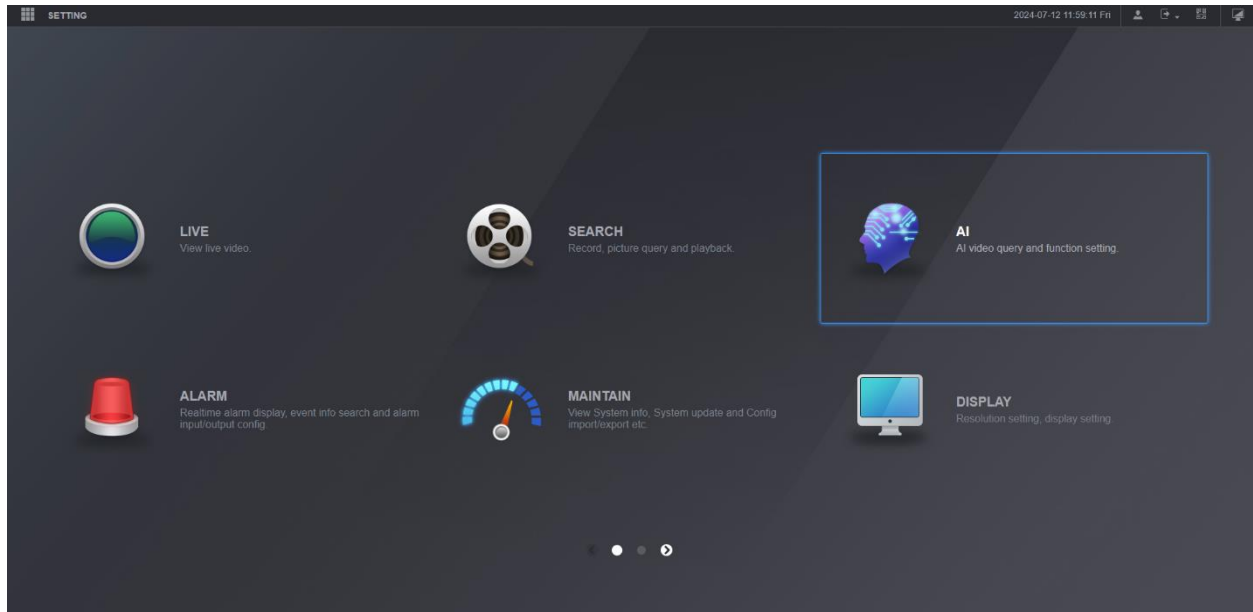 SETTING
2024-07-12 11:59:11 Fri
LIVE
View live video.
SEARCH
Record, picture query and playback.
AI
AI video query and function setting.
ALARM
Realtime alarm display, event info search and alarm
input/output config.
MAINTAIN
View System info, System update and Config
import/export etc.
DISPLAY
Resolution setting, display setting